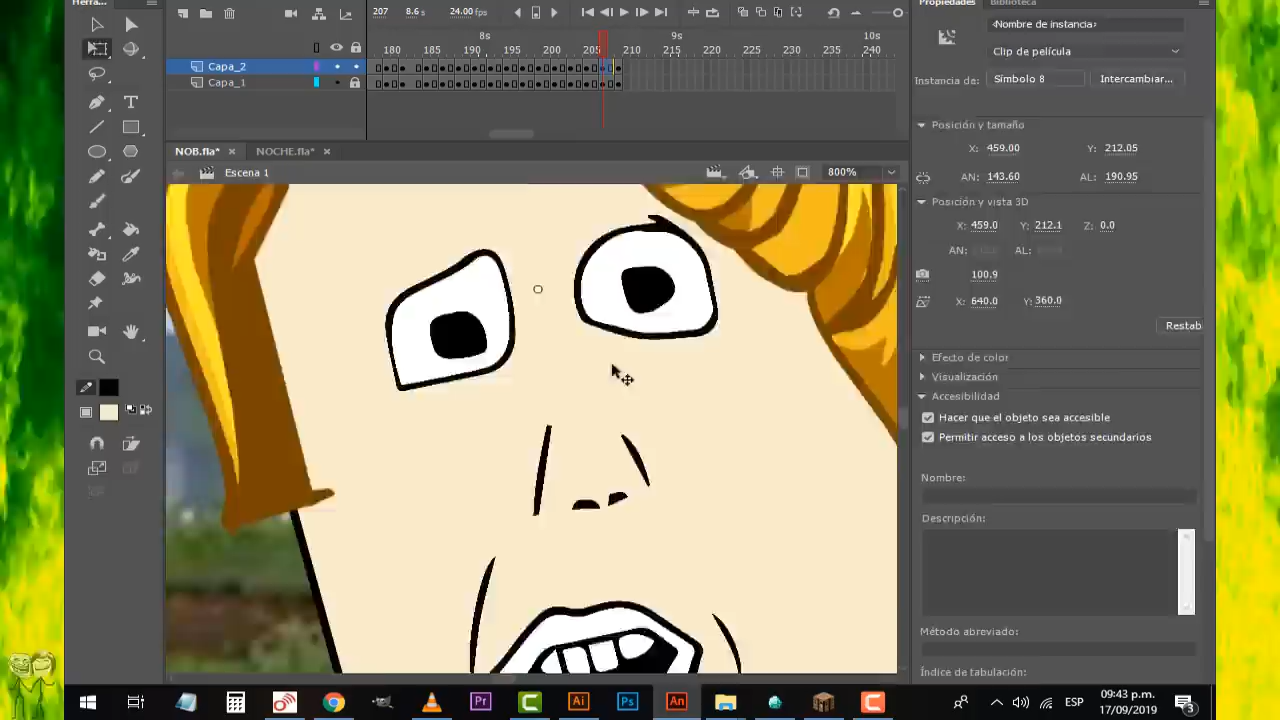 Herra...
207 8.6 s 24.00 fps
8s 9s 10s
180 185 190 195 200 205 210 215 220 225 230 235 240
Capa_2
Capa_1
NOB.fla* × NOCHE.fla* ×
Escena 1
800%
Propiedades Biblioteca
<Nombre de instancia>
Clip de película
Instancia de: Símbolo 8 Intercambiar...
Posición y tamaño
X: 459.00 Y: 212.05
AN: 143.60 AL: 190.95
Posición y vista 3D
X: 459.0 Y: 212.1 Z: 0.0
AN: AL:
100.9
X: 640.0 Y: 360.0
Restab
Efecto de color
Visualización
Accesibilidad
Hacer que el objeto sea accesible
Permitir acceso a los objetos secundarios
Nombre:
Descripción:
Método abreviado:
Índice de tabulación:
Pr Ai Ps An
ESP
09:43 p.m.
17/09/2019
3